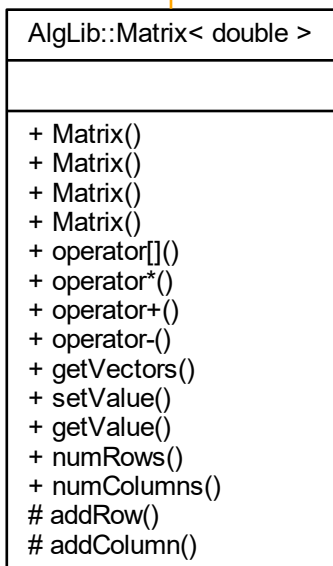 AlgLib::Matrix< double >
+ Matrix()
+ Matrix()
+ Matrix()
+ Matrix()
+ operator[]()
+ operator*()
+ operator+()
+ operator-()
+ getVectors()
+ setValue()
+ getValue()
+ numRows()
+ numColumns()
# addRow()
# addColumn()